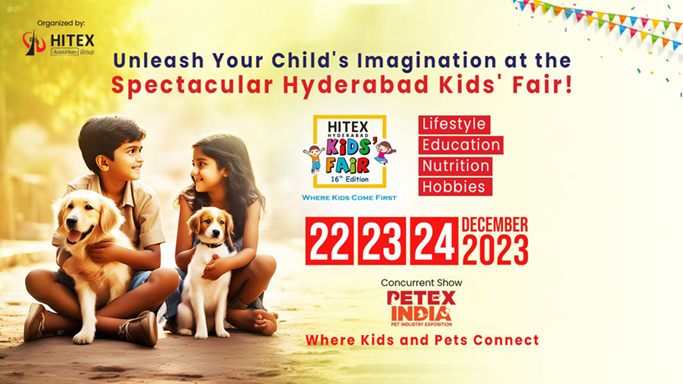 Organized by:
HITEX
AceUrban Group
Unleash Your Child's Imagination at the
Spectacular Hyderabad Kids' Fair!
HITEX
HYDERABAD
KiDS'
FAiR
16th Edition
WHERE KIDS COME FIRST
Lifestyle
Education
Nutrition
Hobbies
22 23 24 DECEMBER
2023
Concurrent Show
PETEX
INDIA
PET INDUSTRY EXPOSITION
Where Kids and Pets Connect